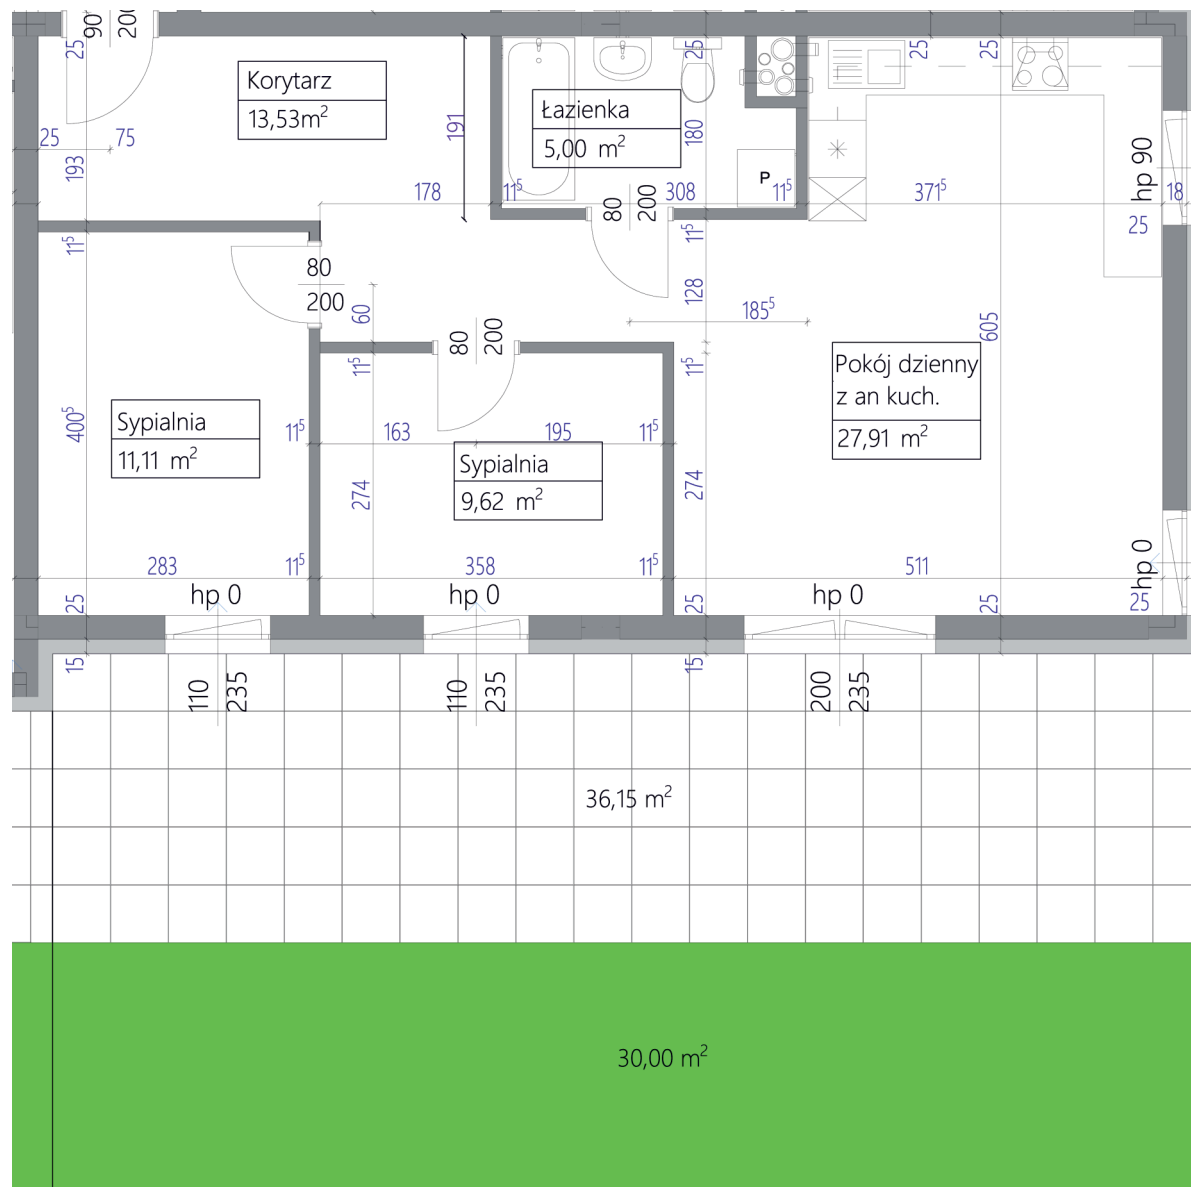 90
200
25
25
25
25
Korytarz
13,53m²
Łazienka
5,00 m²
191
180
25
75
193
hp 90
P
178
11⁵
80
200
308
11⁵
371⁵
18
25
11⁵
11⁵
80
200
60
128
185⁵
80
200
605
11⁵
11⁵
Pokój dzienny
z an kuch.
27,91 m²
Sypialnia
11,11 m²
400⁵
11⁵
163
195
11⁵
Sypialnia
9,62 m²
274
274
283
11⁵
358
11⁵
511
hp 0
hp 0
hp 0
hp 0
25
25
25
25
15
15
110
235
110
235
200
235
36,15 m²
30,00 m²